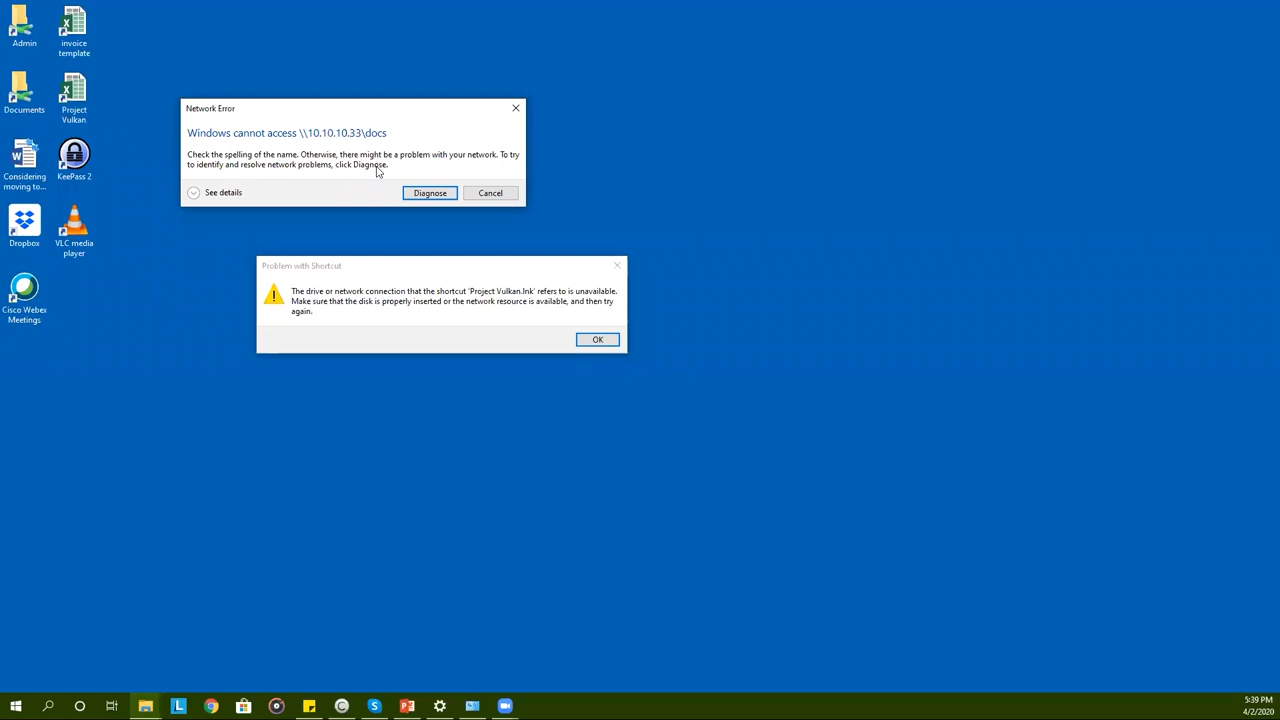 Admin
invoice
template
Documents
Project
Vulkan
Considering
moving to...
KeePass 2
Dropbox
VLC media
player
Cisco Webex
Meetings
Network Error
Windows cannot access \\10.10.10.33\docs
Check the spelling of the name. Otherwise, there might be a problem with your network. To try
to identify and resolve network problems, click Diagnose.
See details
Diagnose
Cancel
Problem with Shortcut
The drive or network connection that the shortcut 'Project Vulkan.lnk' refers to is unavailable.
Make sure that the disk is properly inserted or the network resource is available, and then try
again.
OK
5:39 PM
4/2/2020